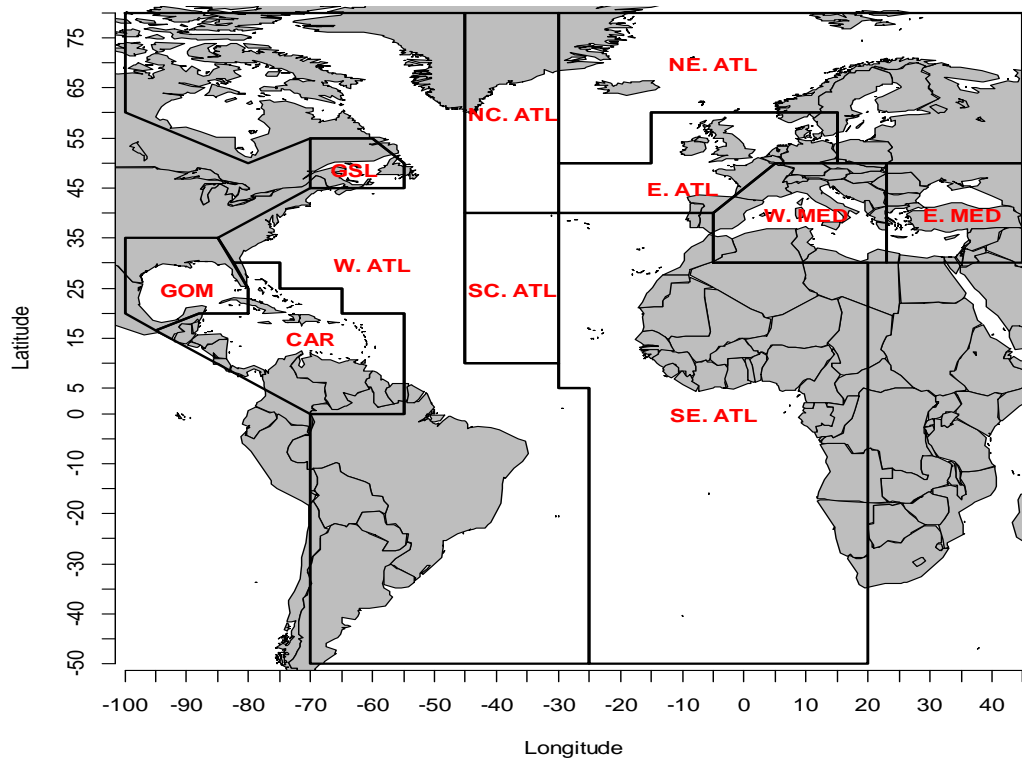 75
65
55
45
35
25
15
5
0
-10
-20
-30
-40
-50
Latitude
NE. ATL
NC. ATL
GSL
E. ATL
W. MED
E. MED
W. ATL
GOM
SC. ATL
CAR
SE. ATL
-100 -90 -80 -70 -60 -50 -40 -30 -20 -10 0 10 20 30 40
Longitude